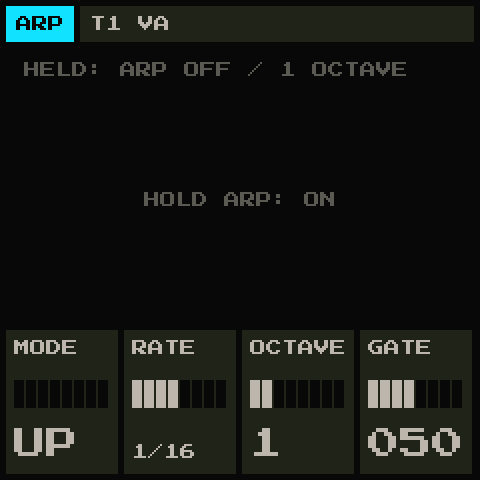 ARP T1 VA
HELD: ARP OFF / 1 OCTAVE
HOLD ARP: ON
MODE RATE OCTAVE GATE
UP 1/16 1 050